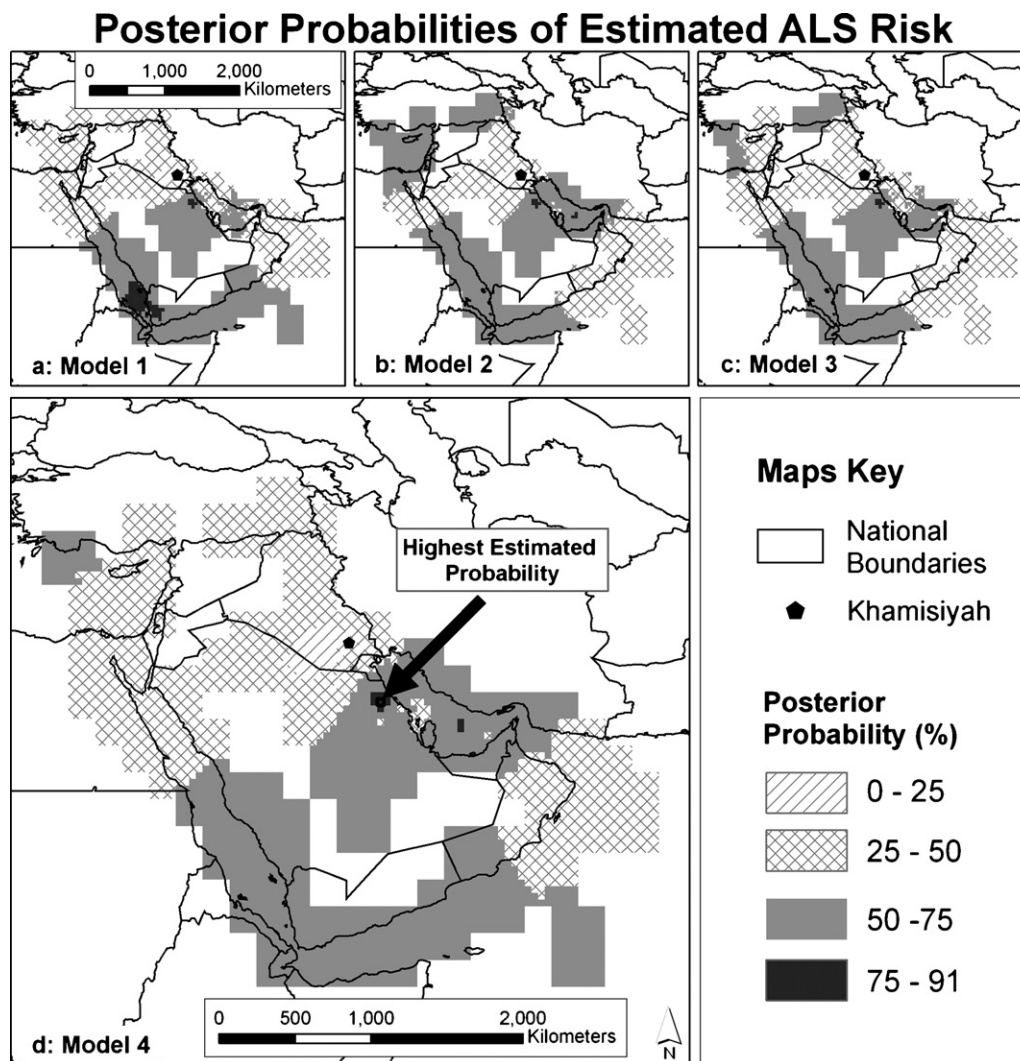 Posterior Probabilities of Estimated ALS Risk
0 1,000 2,000
Kilometers
a: Model 1
b: Model 2
c: Model 3
Highest Estimated
Probability
0 500 1,000 2,000
Kilometers
N
d: Model 4
Maps Key
National
Boundaries
Khamisiyah
Posterior
Probability (%)
0 - 25
25 - 50
50 -75
75 - 91